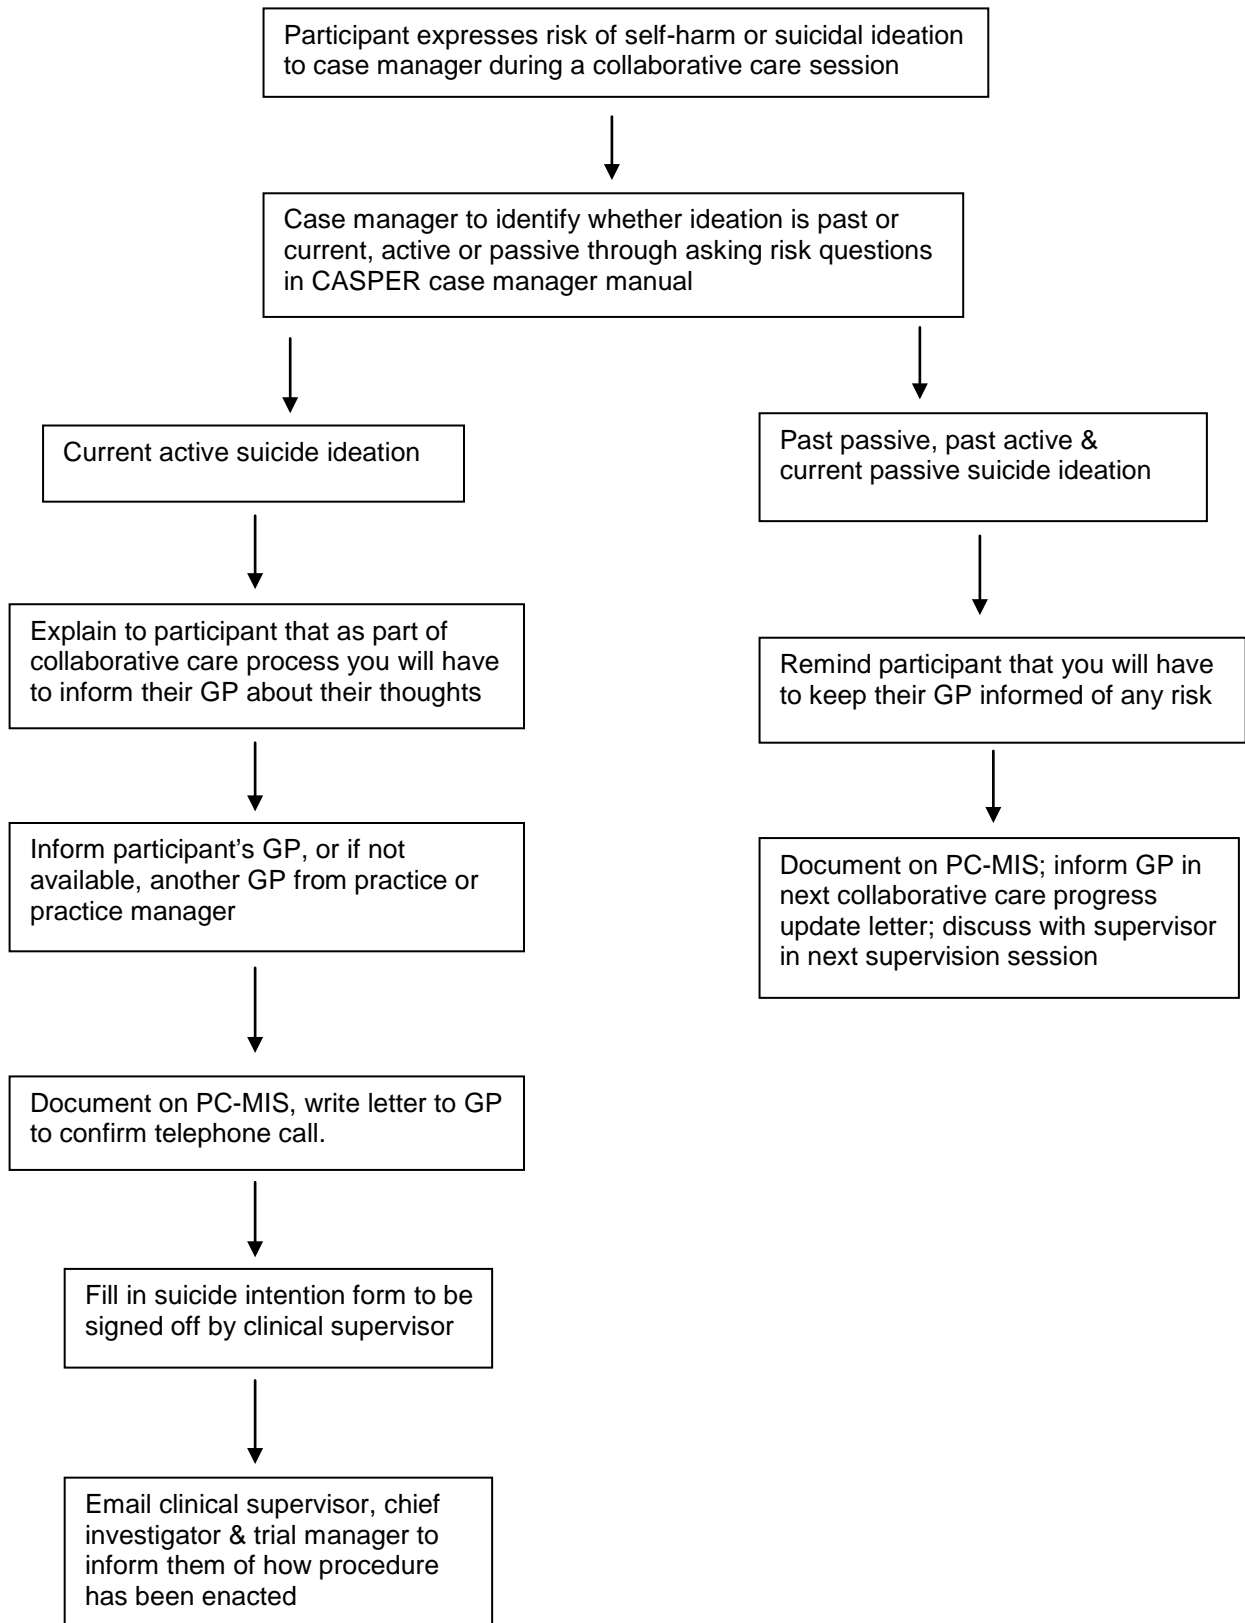 Participant expresses risk of self-harm or suicidal ideation
to case manager during a collaborative care session
Case manager to identify whether ideation is past or
current, active or passive through asking risk questions
in CASPER case manager manual
Current active suicide ideation
Explain to participant that as part of
collaborative care process you will have
to inform their GP about their thoughts
Inform participant’s GP, or if not
available, another GP from practice or
practice manager
Document on PC-MIS, write letter to GP
to confirm telephone call.
Fill in suicide intention form to be
signed off by clinical supervisor
Email clinical supervisor, chief
investigator & trial manager to
inform them of how procedure
has been enacted
Past passive, past active &
current passive suicide ideation
Remind participant that you will have
to keep their GP informed of any risk
Document on PC-MIS; inform GP in
next collaborative care progress
update letter; discuss with supervisor
in next supervision session